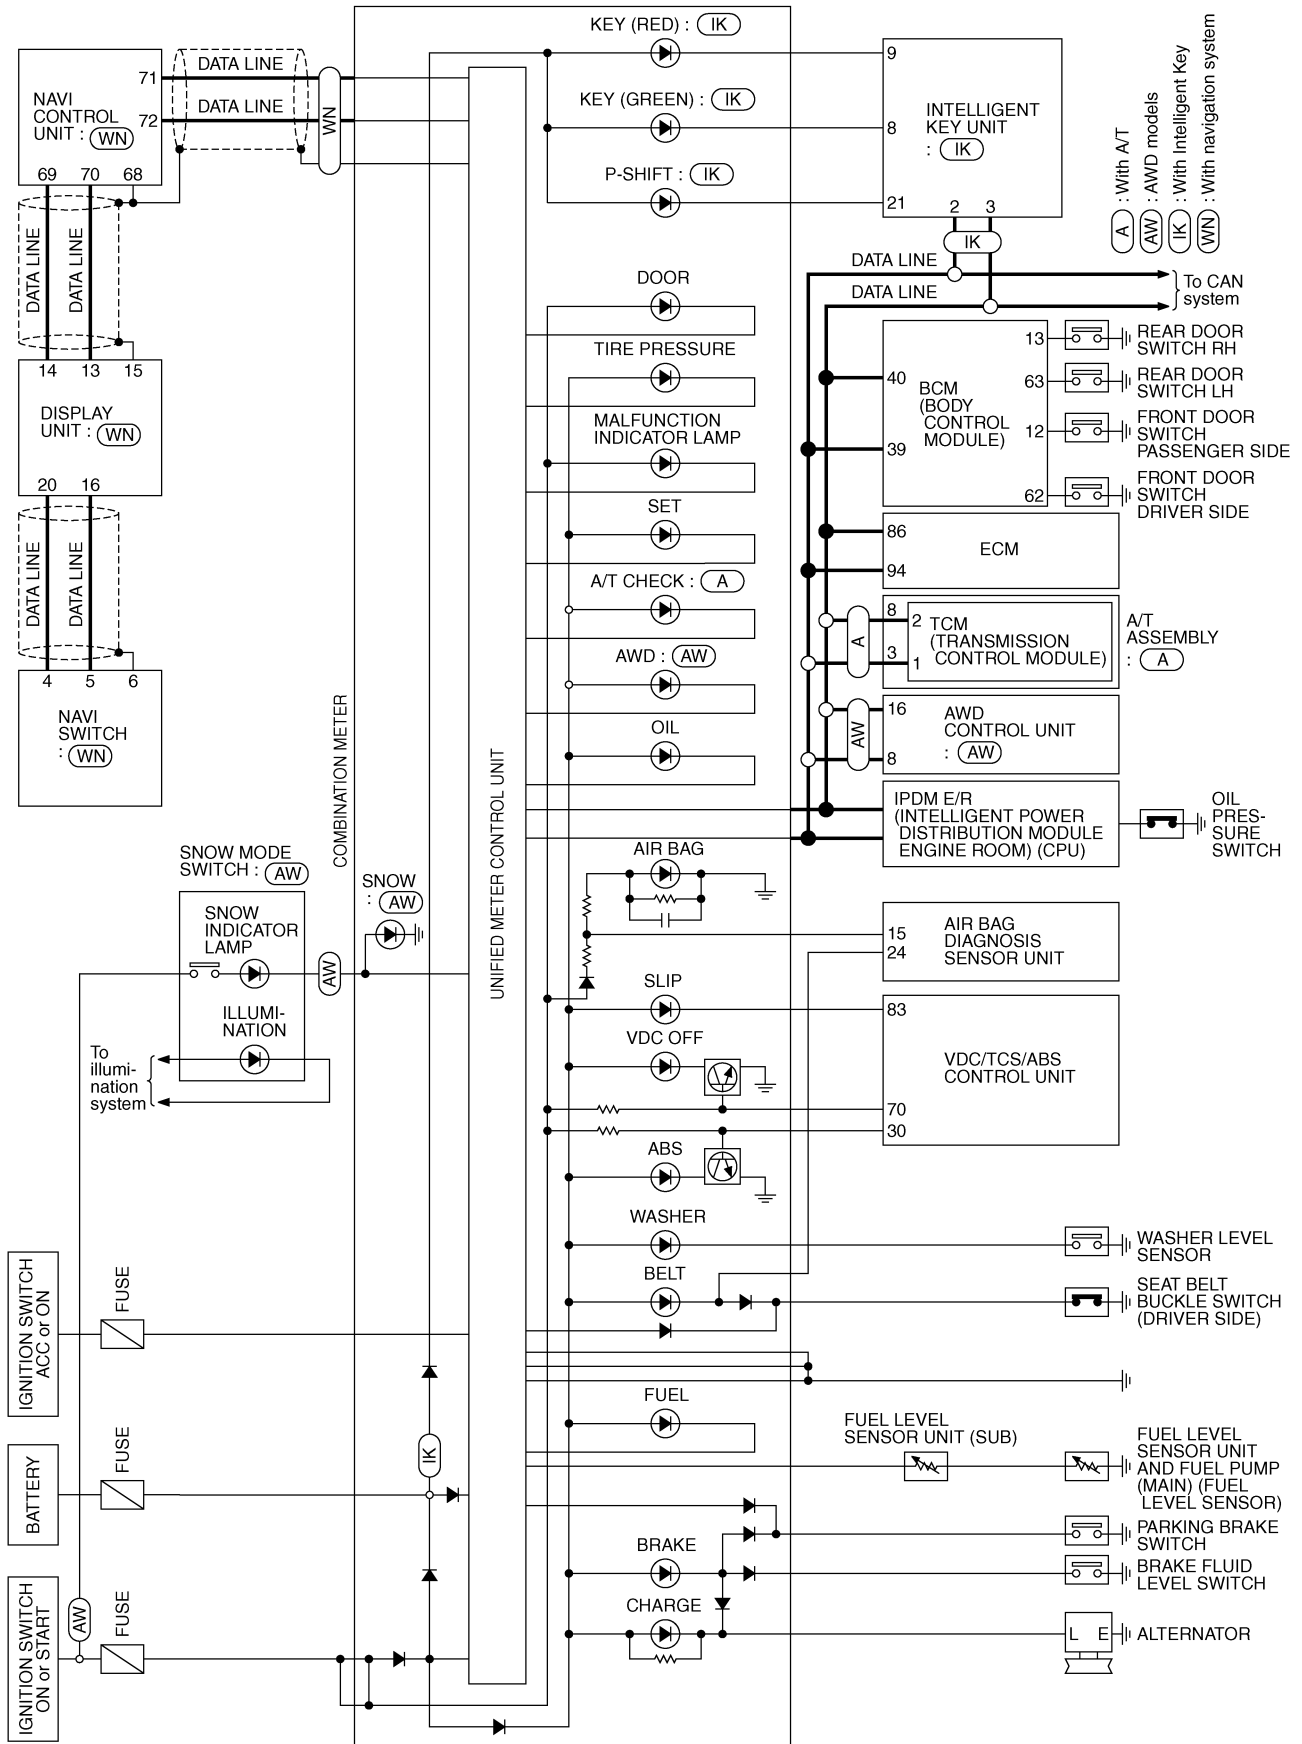 KEY (RED) : IK
KEY (GREEN) : IK
P-SHIFT : IK
9
8
21
INTELLIGENT
KEY UNIT
: IK
2 3
IK
A : With A/T
AW : AWD models
IK : With Intelligent Key
WN : With navigation system
DATA LINE
DATA LINE
To CAN
system
NAVI
CONTROL
UNIT : WN
71
72
69 70 68
DATA LINE
DATA LINE
WN
DATA LINE
DATA LINE
14 13 15
DISPLAY
UNIT : WN
20 16
DATA LINE
DATA LINE
4 5 6
NAVI
SWITCH
: WN
COMBINATION METER
UNIFIED METER CONTROL UNIT
DOOR
TIRE PRESSURE
MALFUNCTION
INDICATOR LAMP
SET
A/T CHECK : A
AWD : AW
OIL
40
39
BCM
(BODY
CONTROL
MODULE)
13
63
12
62
REAR DOOR
SWITCH RH
REAR DOOR
SWITCH LH
FRONT DOOR
SWITCH
PASSENGER SIDE
FRONT DOOR
SWITCH
DRIVER SIDE
86
94
ECM
A
8
3
2
1
TCM
(TRANSMISSION
CONTROL MODULE)
A/T
ASSEMBLY
: A
AW
16
8
AWD
CONTROL UNIT
: AW
IPDM E/R
(INTELLIGENT POWER
DISTRIBUTION MODULE
ENGINE ROOM) (CPU)
OIL
PRES-
SURE
SWITCH
SNOW MODE
SWITCH : AW
SNOW
INDICATOR
LAMP
ILLUMI-
NATION
To
illumi-
nation
system
AW
SNOW
: AW
AIR BAG
15
24
AIR BAG
DIAGNOSIS
SENSOR UNIT
SLIP
VDC OFF
83
70
30
VDC/TCS/ABS
CONTROL UNIT
ABS
WASHER
WASHER LEVEL
SENSOR
BELT
SEAT BELT
BUCKLE SWITCH
(DRIVER SIDE)
IGNITION SWITCH
ACC or ON
FUSE
BATTERY
FUSE
IK
IGNITION SWITCH
ON or START
AW
FUSE
FUEL
FUEL LEVEL
SENSOR UNIT (SUB)
FUEL LEVEL
SENSOR UNIT
AND FUEL PUMP
(MAIN) (FUEL
LEVEL SENSOR)
PARKING BRAKE
SWITCH
BRAKE
BRAKE FLUID
LEVEL SWITCH
CHARGE
L E
ALTERNATOR